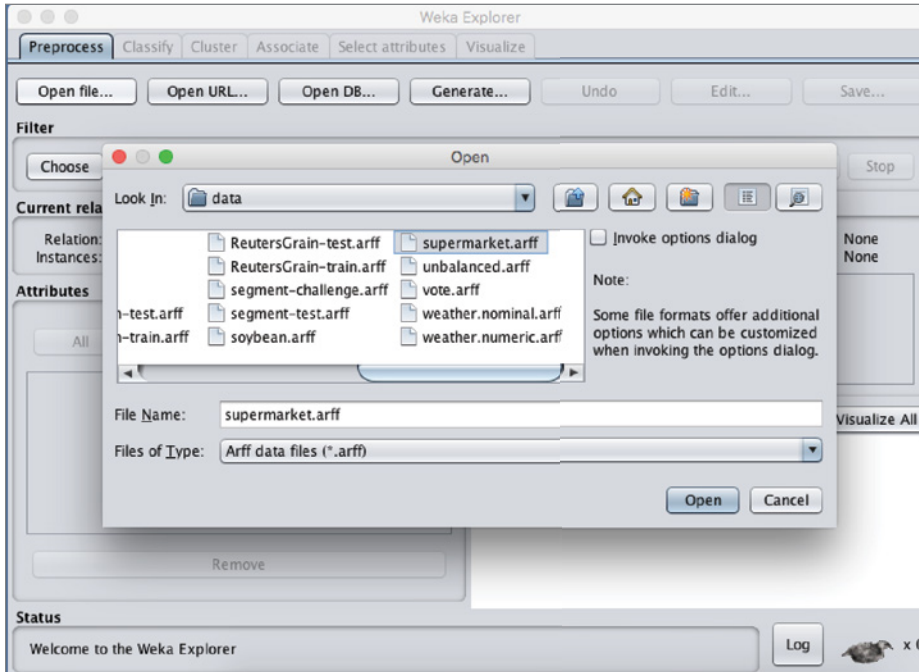 Weka Explorer
Preprocess Classify Cluster Associate Select attributes Visualize
Open file... Open URL... Open DB... Generate... Undo Edit... Save...
Filter
Choose Stop
Open
Look In: data
Current rela
Relation: None
Instances: None
ReutersGrain-test.arff supermarket.arff
ReutersGrain-train.arff unbalanced.arff
segment-challenge.arff vote.arff
n-test.arff segment-test.arff weather.nominal.arff
n-train.arff soybean.arff weather.numeric.arff
Invoke options dialog
Note:
Some file formats offer additional
options which can be customized
when invoking the options dialog.
Attributes
All
File Name: supermarket.arff
Visualize All
Files of Type: Arff data files (*.arff)
Open Cancel
Remove
Status
Welcome to the Weka Explorer
Log x